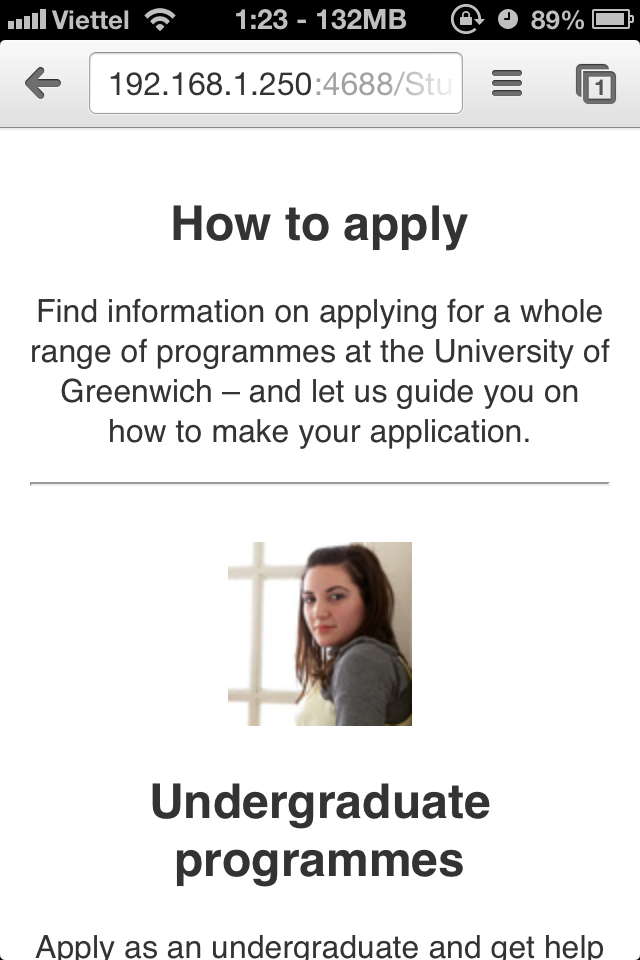 Viettel 1:23 - 132MB 89%
192.168.1.250:4688/Stu
1
How to apply
Find information on applying for a whole
range of programmes at the University of
Greenwich – and let us guide you on
how to make your application.
Undergraduate
programmes
Apply as an undergraduate and get help